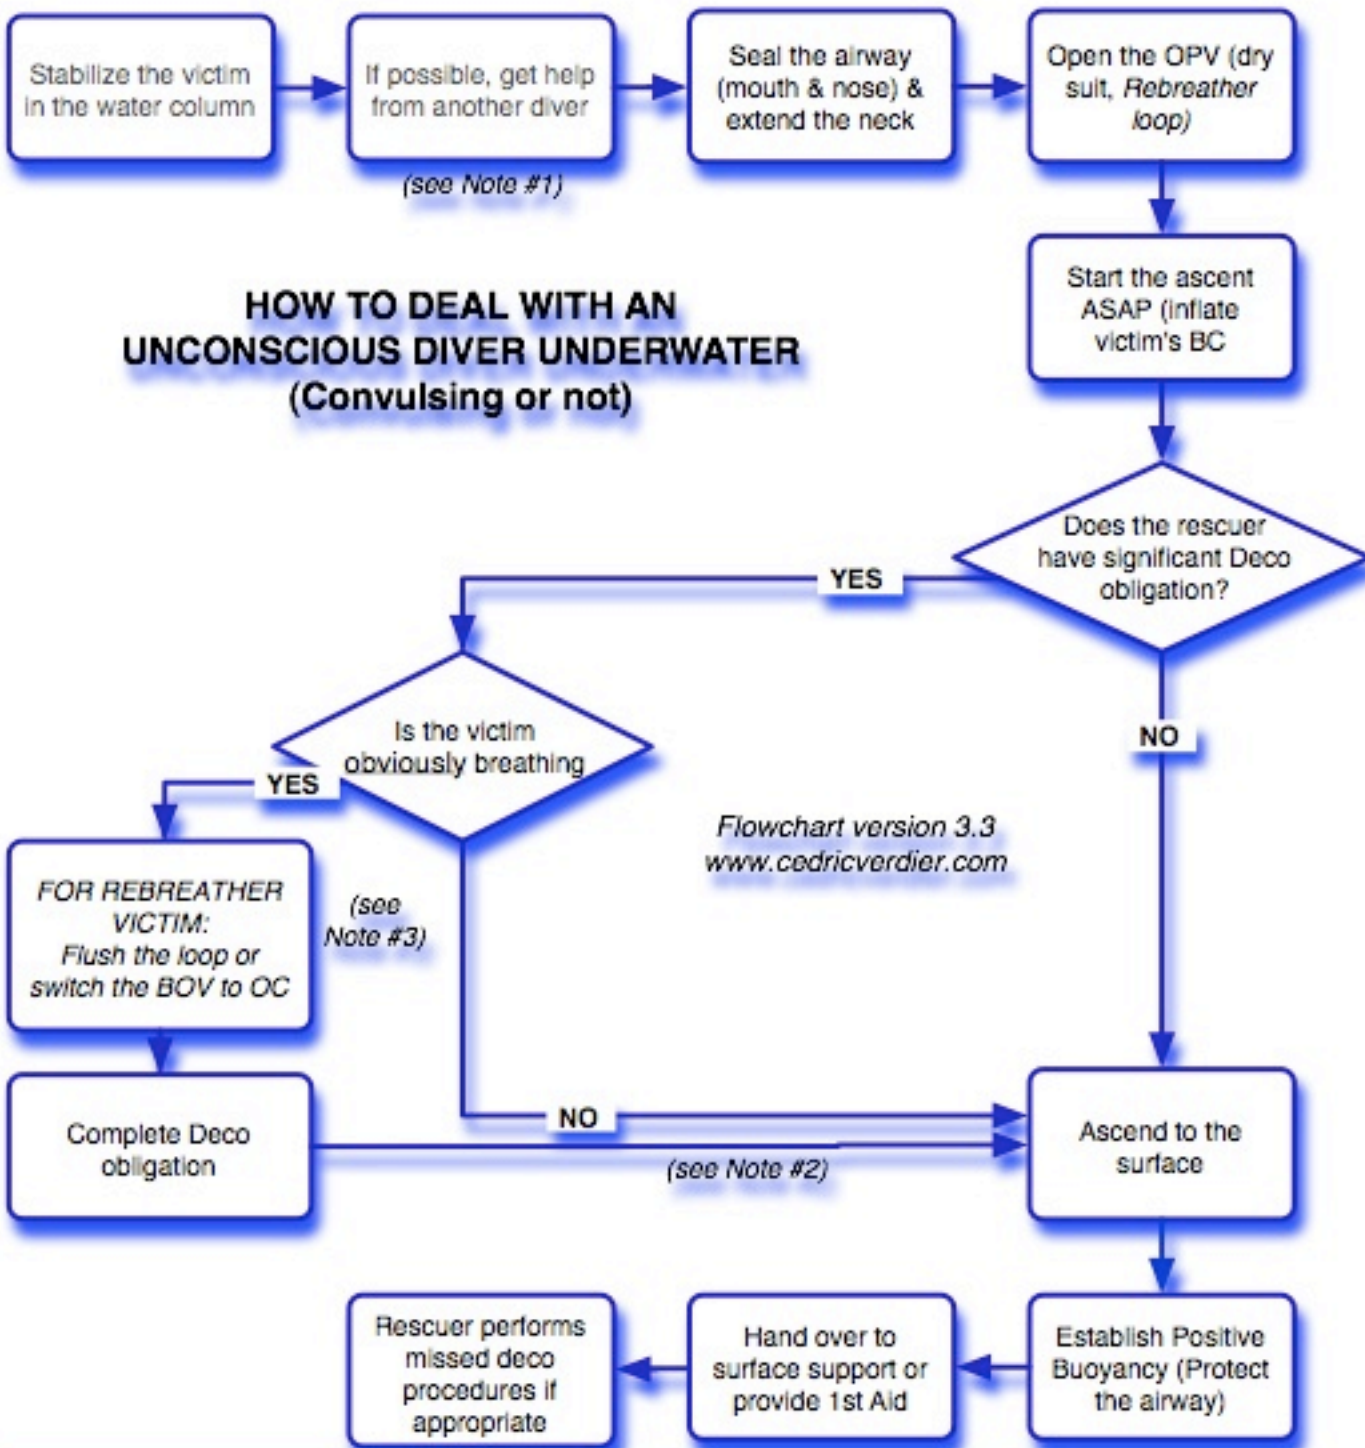 Stabilize the victim
in the water column
If possible, get help
from another diver
(see Note #1)
Seal the airway
(mouth & nose) &
extend the neck
Open the OPV (dry
suit, Rebreather
loop)
Start the ascent
ASAP (inflate
victim's BC
HOW TO DEAL WITH AN
UNCONSCIOUS DIVER UNDERWATER
(Convulsing or not)
Does the rescuer
have significant Deco
obligation?
YES
NO
Is the victim
obviously breathing
YES
Flowchart version 3.3
www.cedricverdier.com
FOR REBREATHER
VICTIM:
Flush the loop or
switch the BOV to OC
(see
Note #3)
Complete Deco
obligation
NO
(see Note #2)
Ascend to the
surface
Establish Positive
Buoyancy (Protect
the airway)
Hand over to
surface support or
provide 1st Aid
Rescuer performs
missed deco
procedures if
appropriate